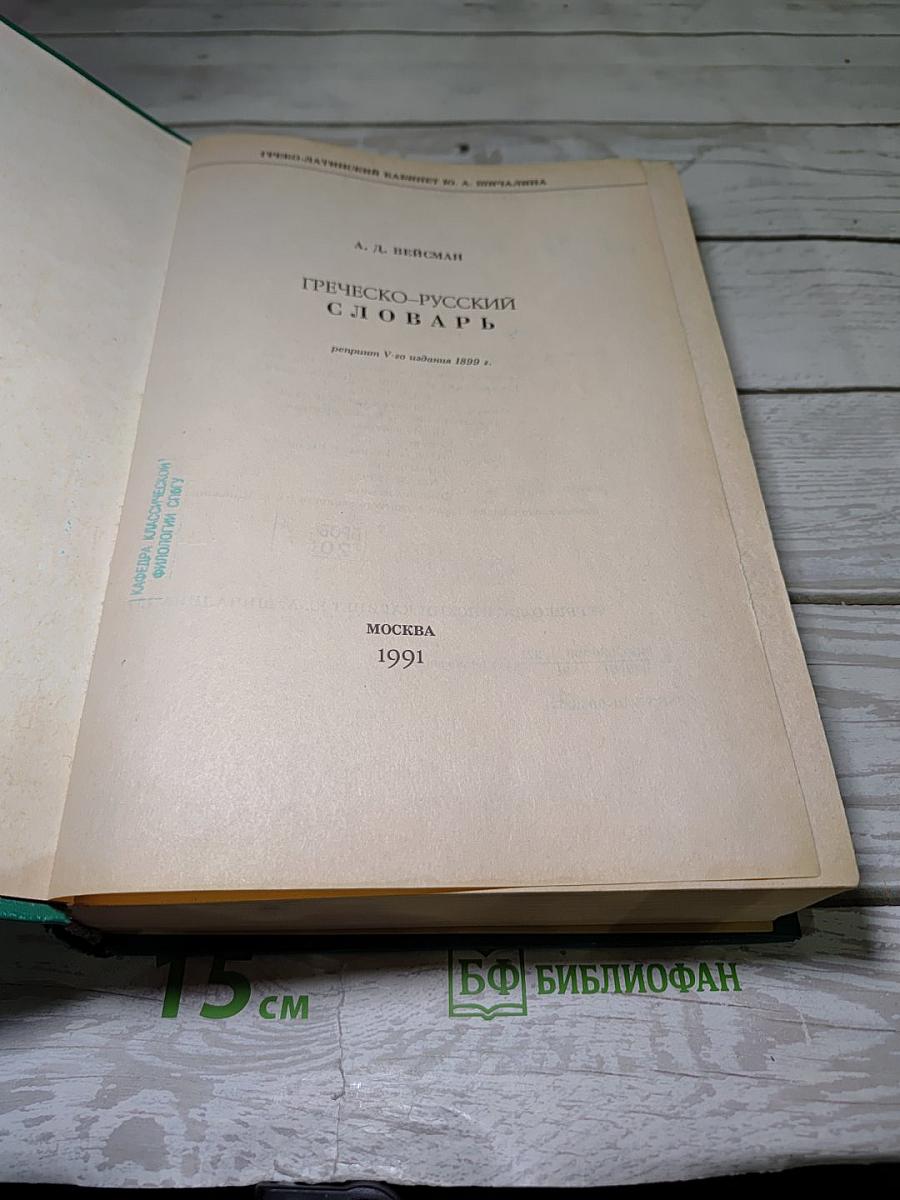 ГРЕКО-ЛАТИНСКИЙ КАБИНЕТ Ю. А. ШИЧАЛИНА
А. Д. ВЕЙСМАН
ГРЕЧЕСКО–РУССКИЙ
СЛОВАРЬ
репринт V-го издания 1899 г.
КАФЕДРА КЛАССИЧЕСКОЙ
ФИЛОЛОГИИ СПбГУ
МОСКВА
1991
15 см
БФ БИБЛИОФАН